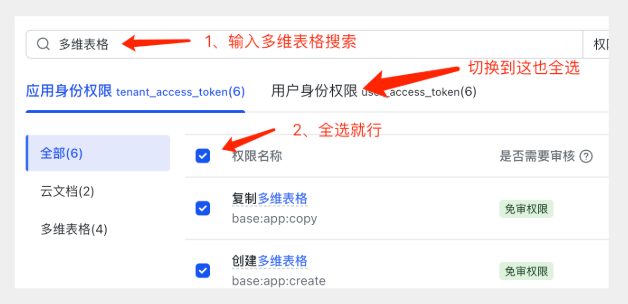 多维表格
1、输入多维表格搜索
切换到这也全选
应用身份权限 tenant_access_token(6)
用户身份权限
access_token(6)
2、全选就行
全部(6)
权限名称
是否需要审核
云文档(2)
多维表格(4)
复制多维表格
base:app:copy
免审权限
创建多维表格
base:app:create
免审权限